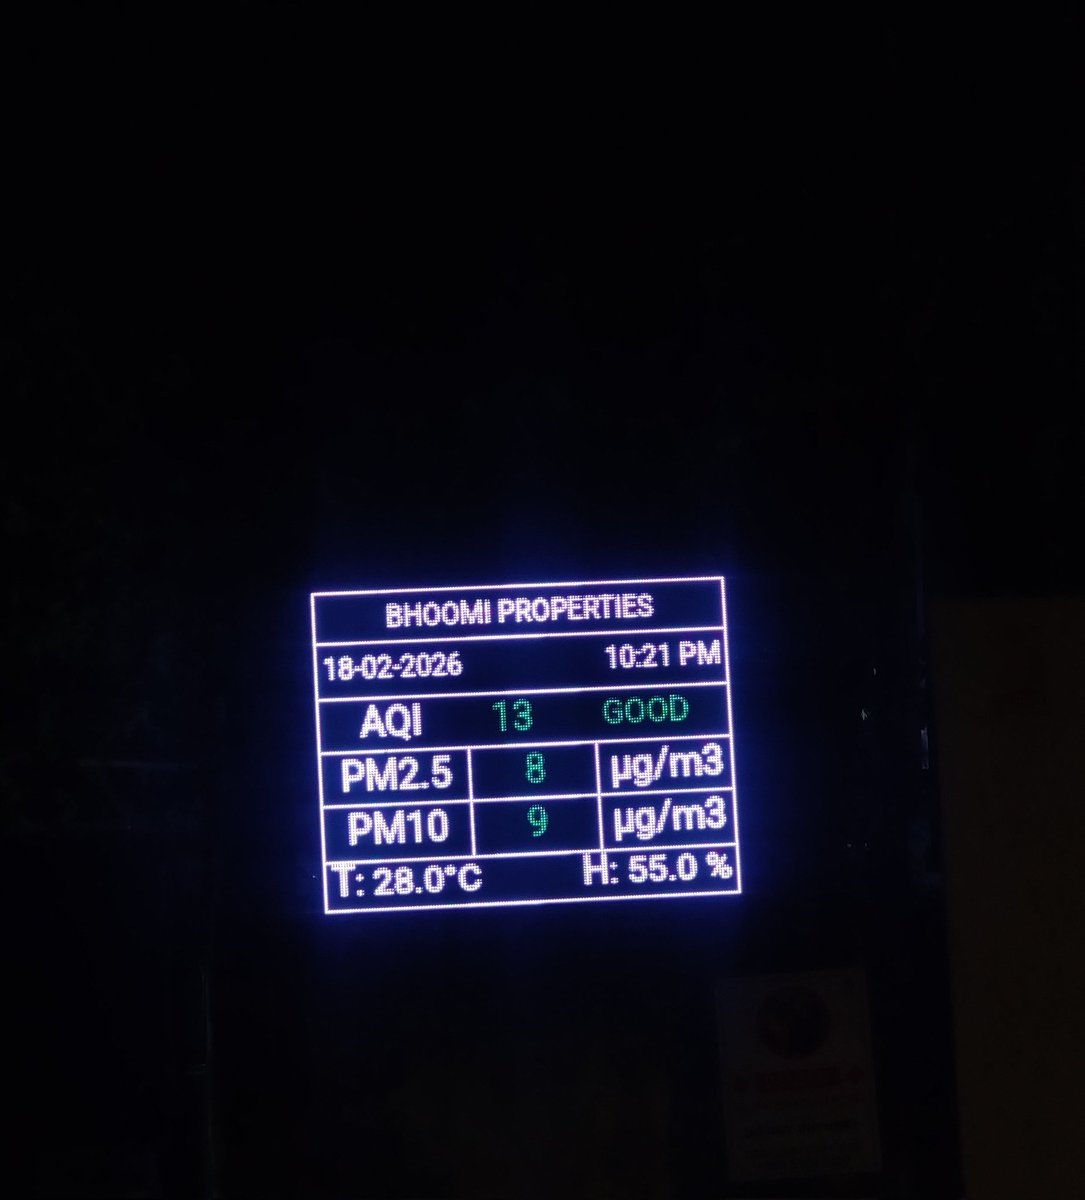 BHOOMI PROPERTIES
18-02-2026 10:21 PM
AQI 13 GOOD
PM2.5 8 µg/m3
PM10 9 µg/m3
T: 28.0°C H: 55.0 %